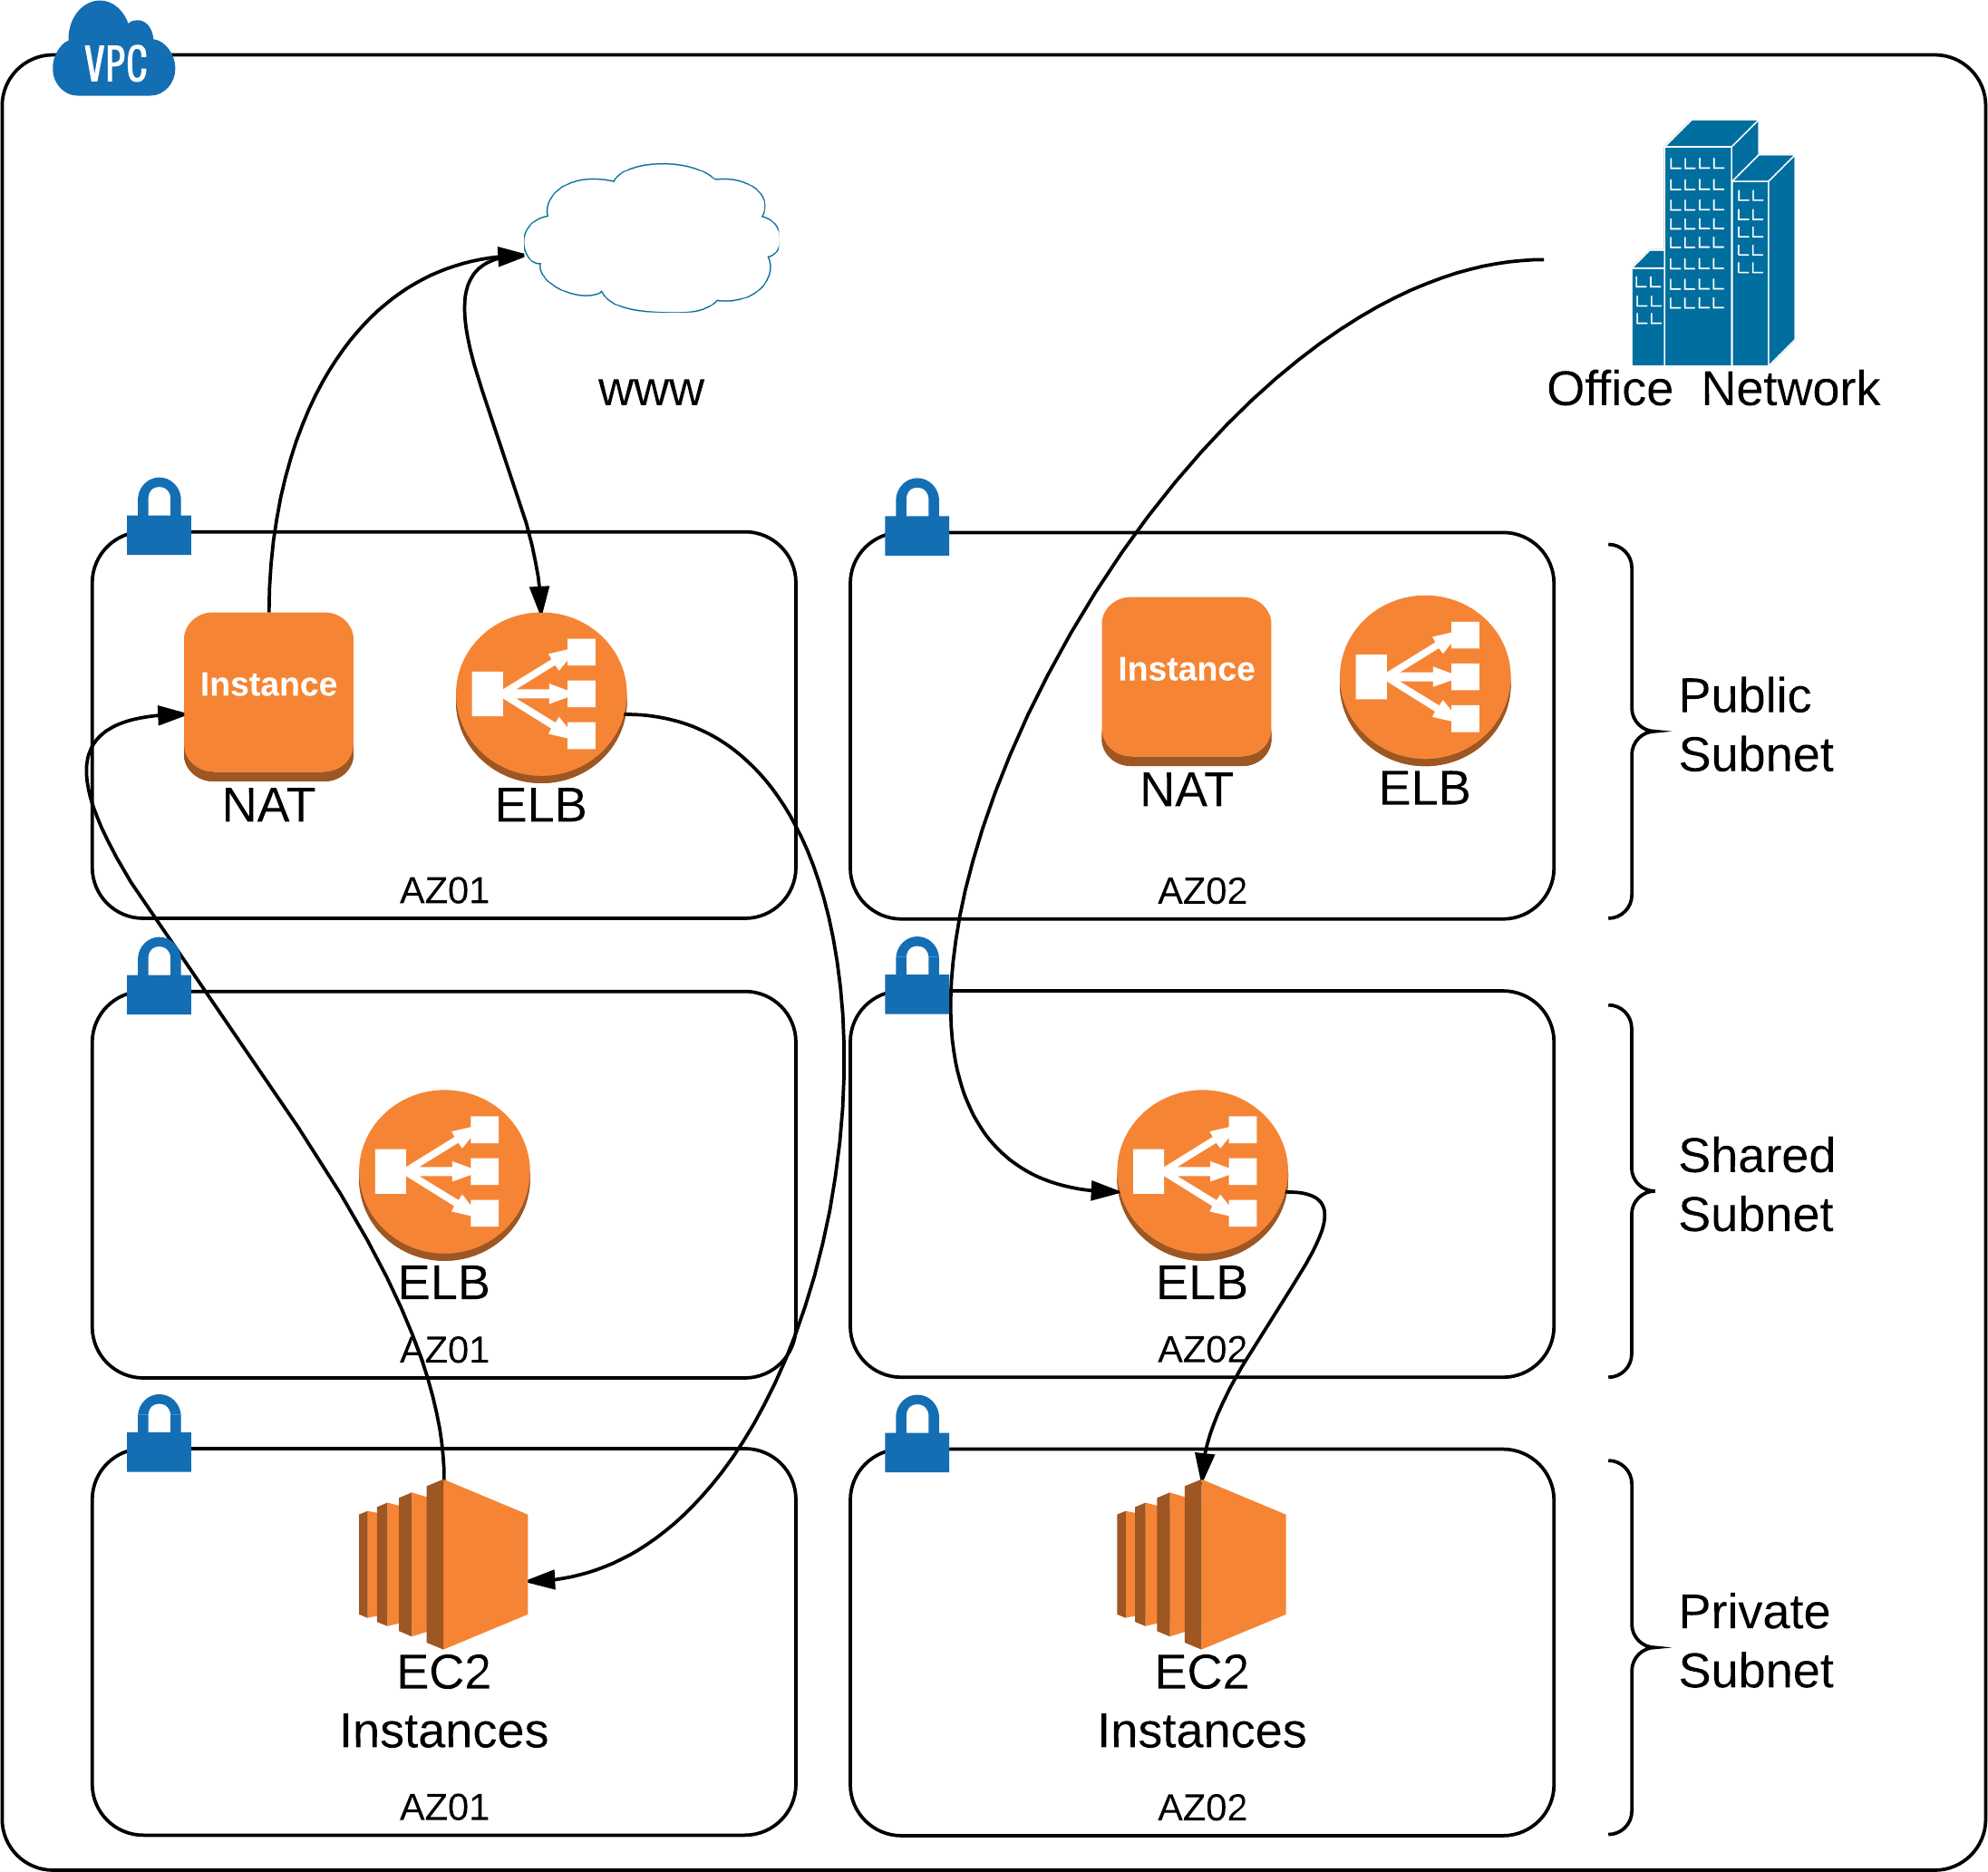 VPC
www
Office Network
Instance
NAT
ELB
AZ01
Instance
NAT
ELB
AZ02
Public
Subnet
ELB
AZ01
ELB
AZ02
Shared
Subnet
EC2
Instances
AZ01
EC2
Instances
AZ02
Private
Subnet